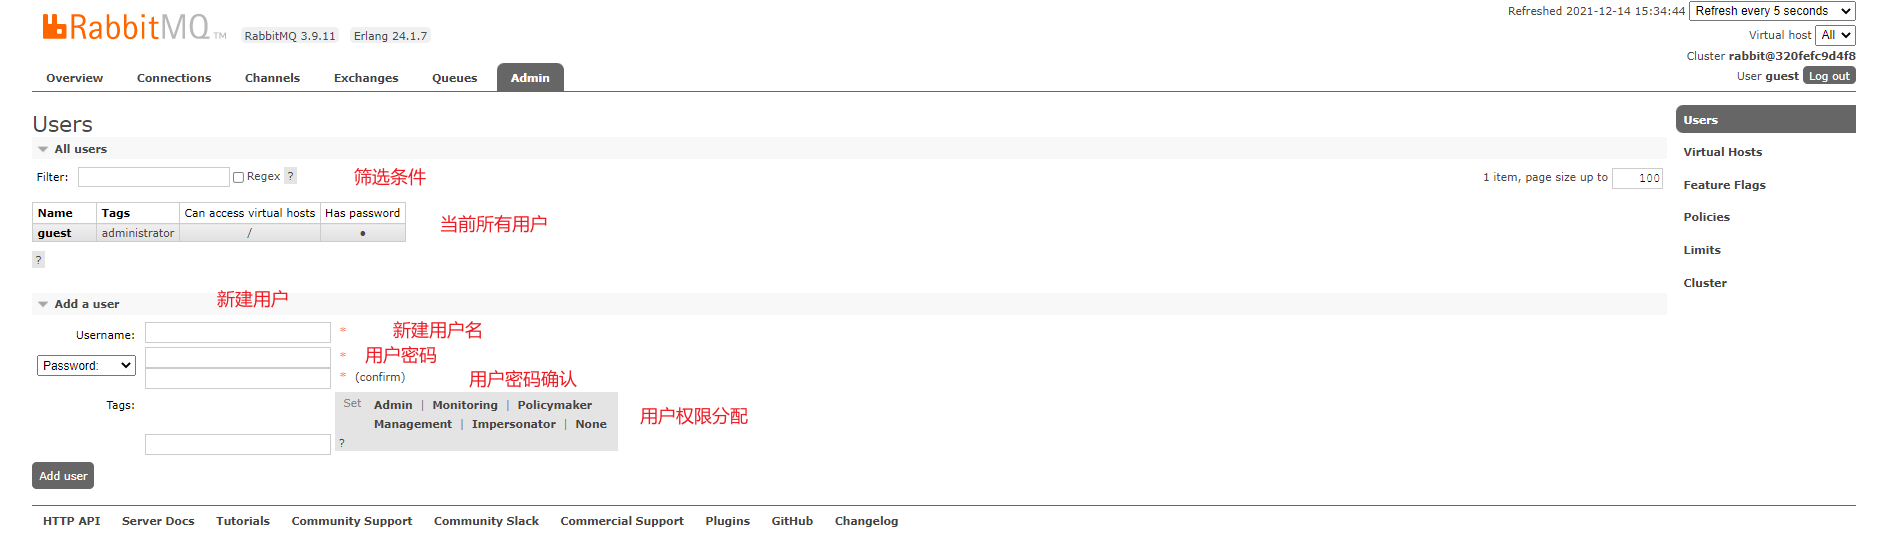 RabbitMQ TM RabbitMQ 3.9.11 Erlang 24.1.7
Refreshed 2021-12-14 15:34:44 Refresh every 5 seconds
Virtual host All
Cluster rabbit@320fefc9d4f8
User guest Log out
Overview Connections Channels Exchanges Queues Admin
Users
All users
Filter: Regex ? 筛选条件
1 item, page size up to 100
Name Tags Can access virtual hosts Has password
guest administrator / ●
当前所有用户
?
Add a user 新建用户
Username: * 新建用户名
Password: * 用户密码
* (confirm) 用户密码确认
Tags: Set Admin | Monitoring | Policymaker
Management | Impersonator | None
?
用户权限分配
Add user
Users
Virtual Hosts
Feature Flags
Policies
Limits
Cluster
HTTP API Server Docs Tutorials Community Support Community Slack Commercial Support Plugins GitHub Changelog